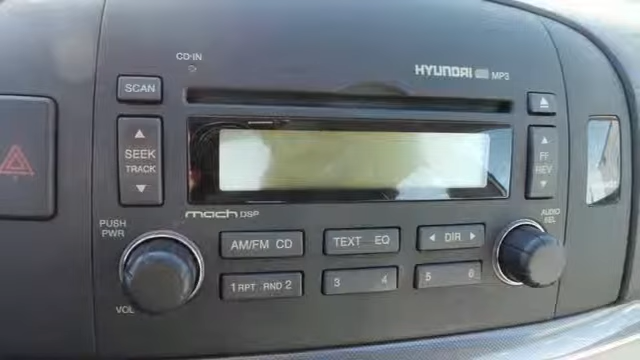 CD-IN
HYUNDAI MP3
SCAN
SEEK
TRACK
FF
REV
mach DSP
PUSH
PWR
AUDIO
SEL
AM/FM CD
TEXT EQ
DIR
1 RPT RND 2
3 4
5 6
VOL